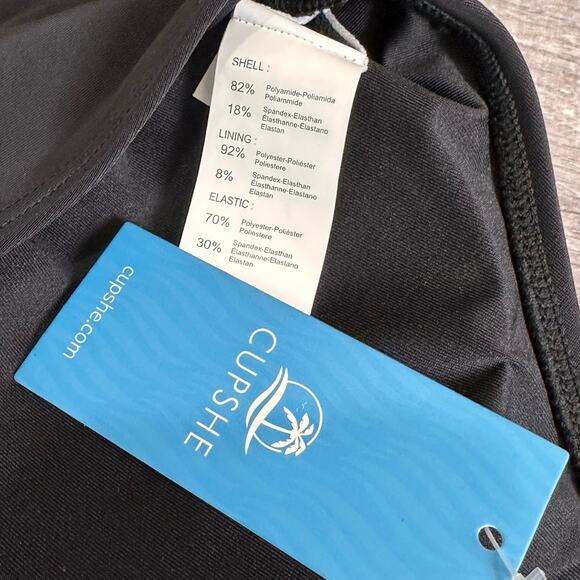 SHELL :
82% Polyamide-Poliamida
Poliammide
18% Spandex-Elasthan
Élasthanne-Elastano
Elastan
LINING :
92% Polyester-Poliéster
Poliestere
8% Spandex-Elasthan
Élasthanne-Elastano
Elastan
ELASTIC :
70% Polyester-Poliéster
Poliestere
30% Spandex-Elasthan
Élasthanne-Elastano
Elastan
cupshe.com
CUPSHE